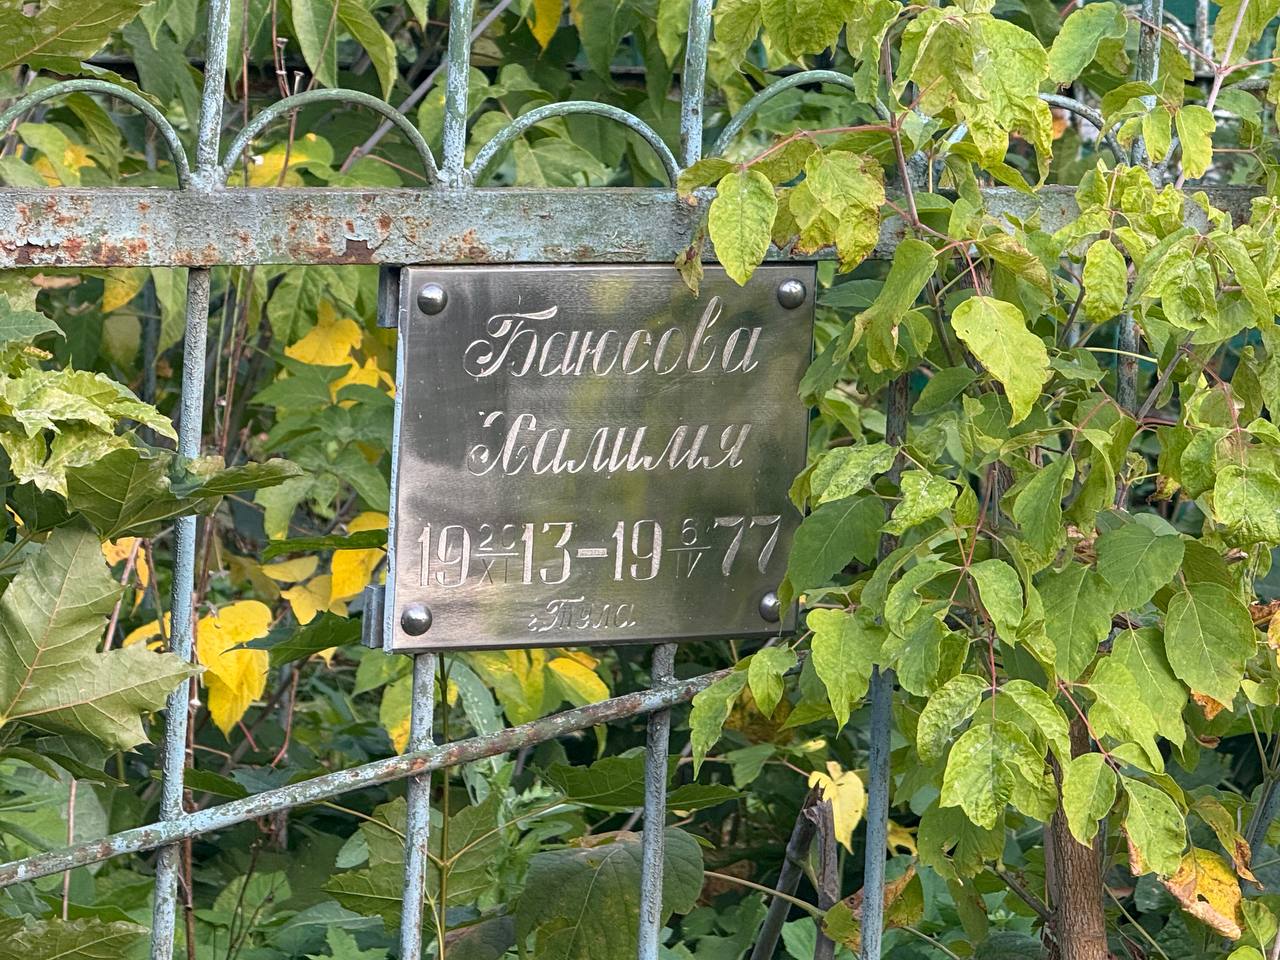 Баюсова
Халимя
19 20/XI 13-19 6/IV 77
г.Тула